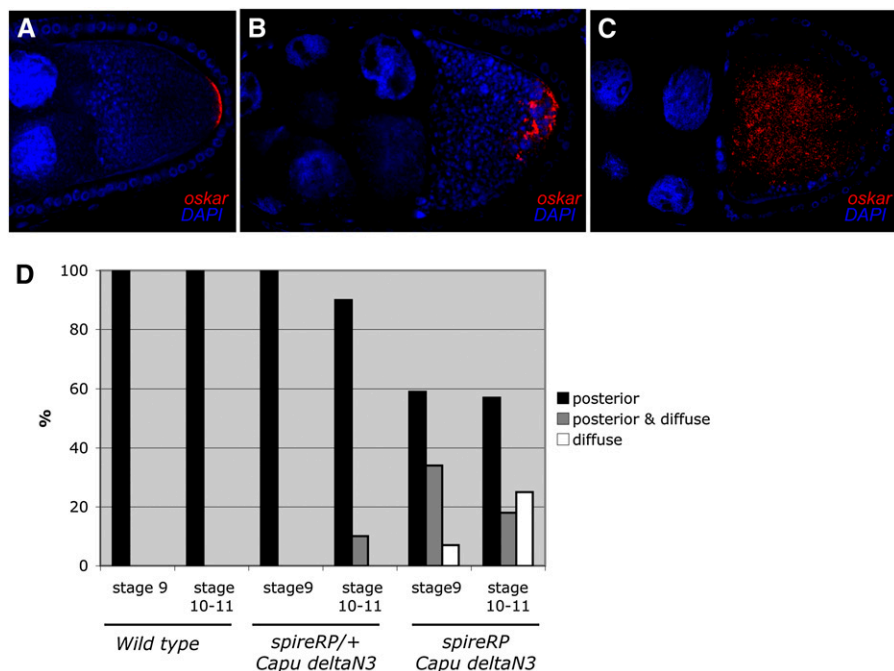 A
B
C
oskar
DAPI
oskar
DAPI
oskar
DAPI
D
100
80
60
40
20
0
%
posterior
posterior & diffuse
diffuse
stage 9
stage
10-11
stage9
stage
10-11
stage9
stage
10-11
Wild type
spireRP/+
Capu deltaN3
spireRP
Capu deltaN3